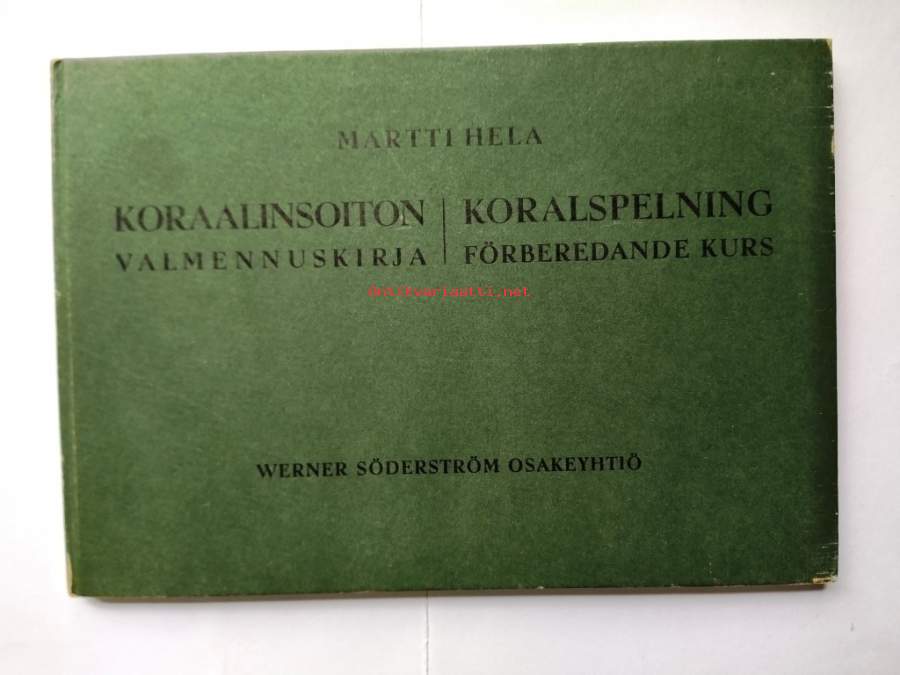 MARTTI HELA
KORAALINSOITON
VALMENNUSKIRJA
KORALSPELNING
FÖRBEREDANDE KURS
antikvariaatti.net
WERNER SÖDERSTRÖM OSAKEYHTIÖ